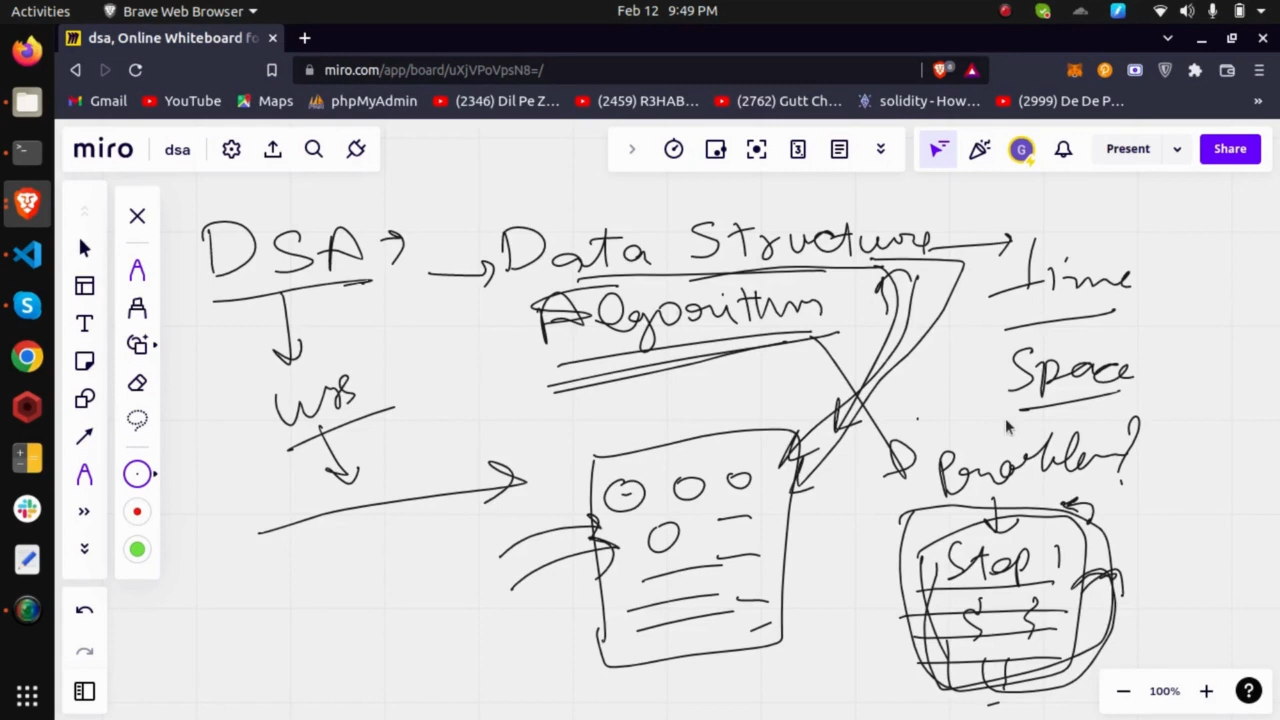 Activities
Brave Web Browser
Feb 12 9:49 PM
dsa, Online Whiteboard fo
miro.com/app/board/uXjVPoVpsN8=/
Gmail
YouTube
Maps
phpMyAdmin
(2346) Dil Pe Z...
(2459) R3HAB...
(2762) Gutt Ch...
solidity - How...
(2999) De De P...
miro
dsa
3
G
Present
Share
DSA
Data Structure
Time
Algorithm
Space
Problem?
Step 1
100%